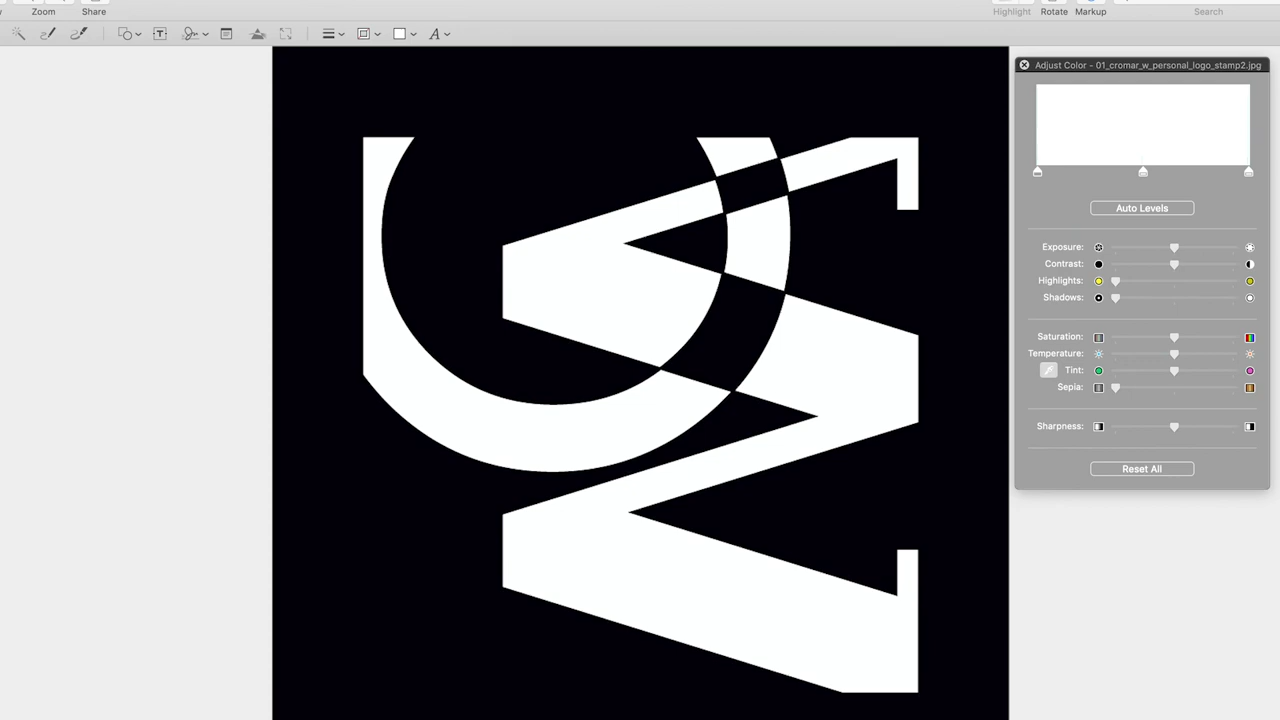 Zoom
Share
Highlight
Rotate
Markup
Search
T
A
Adjust Color - 01_cromar_w_personal_logo_stamp2.jpg
Auto Levels
Exposure:
Contrast:
Highlights:
Shadows:
Saturation:
Temperature:
Tint:
Sepia:
Sharpness:
Reset All
C
W